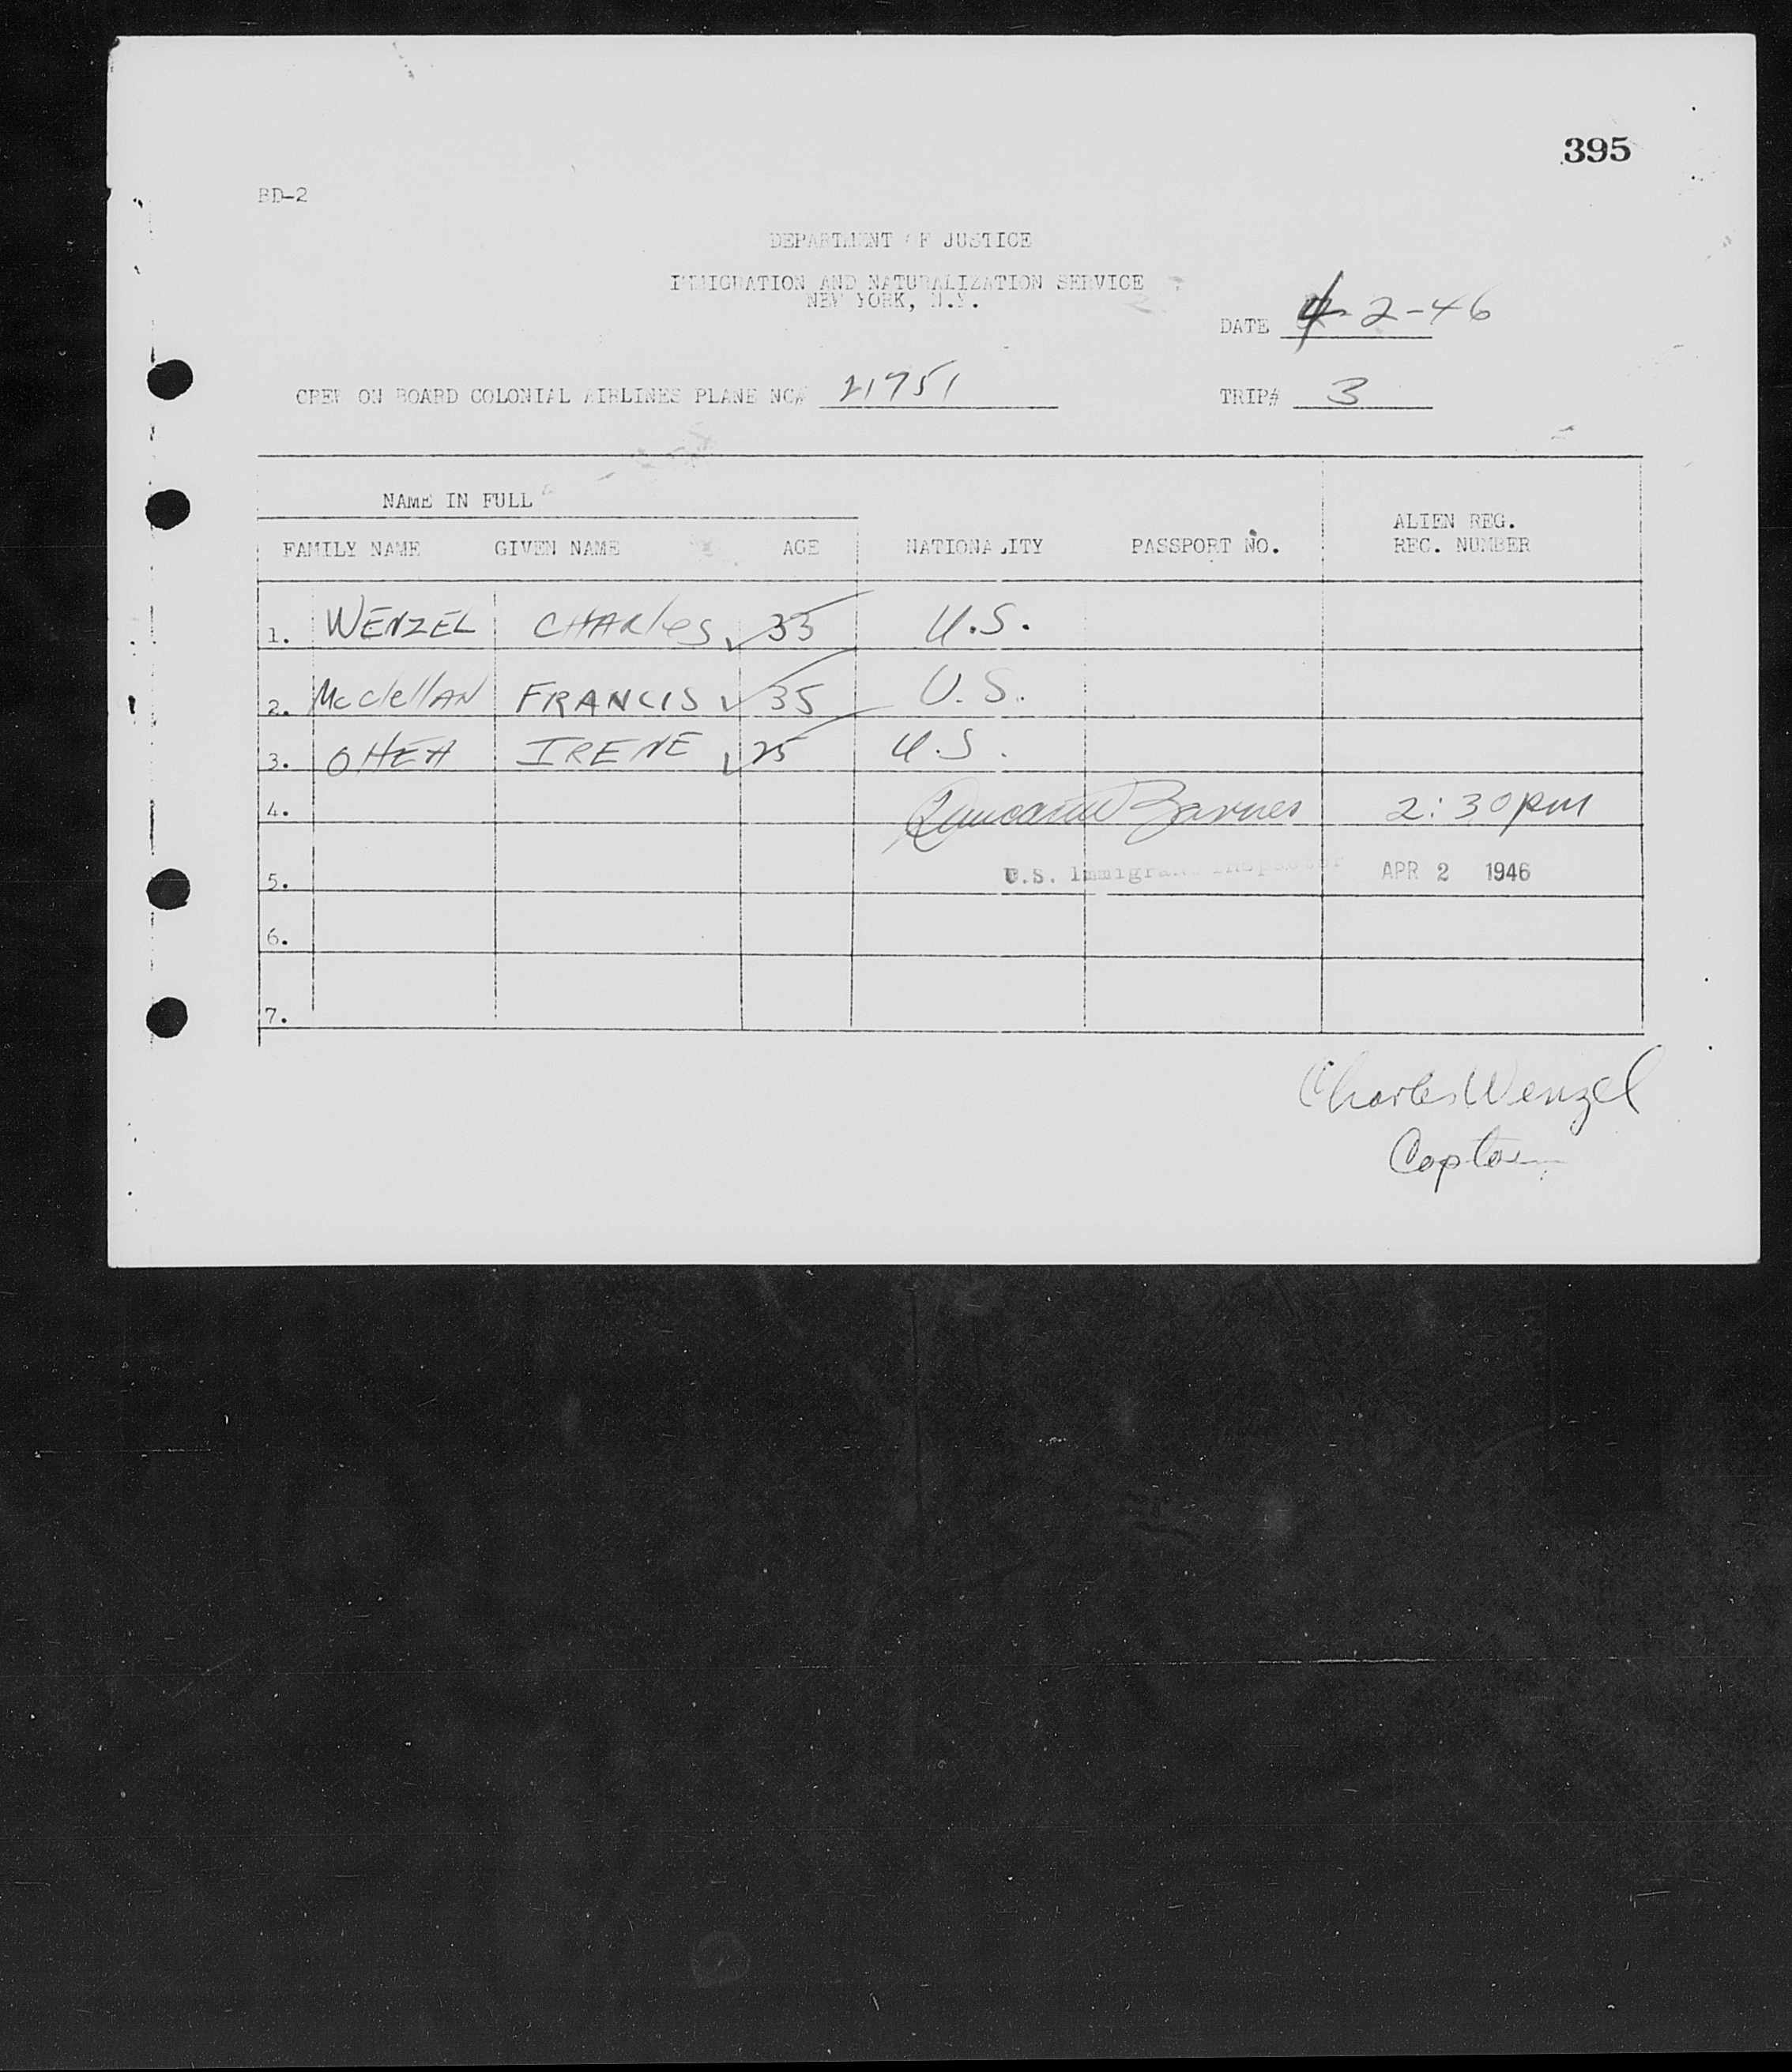 395
BD-2
DEPARTMENT OF JUSTICE
IMMIGRATION AND NATURALIZATION SERVICE
NEW YORK, N.Y.
DATE 4-2-46
CREW ON BOARD COLONIAL AIRLINES PLANE NC# 21751 TRIP# 3
NAME IN FULL
FAMILY NAME GIVEN NAME AGE NATIONALITY PASSPORT NO. ALIEN REG. REC. NUMBER
1. WENZEL CHARles 33 U.S.
2. McClellAN FRANCIS 35 U.S.
3. OHEA IRENE 25 U.S.
4. Barnes 2:30pm
5. U.S. Immigrant Inspector APR 2 1946
6.
7.
Charles Wenzel
Captain